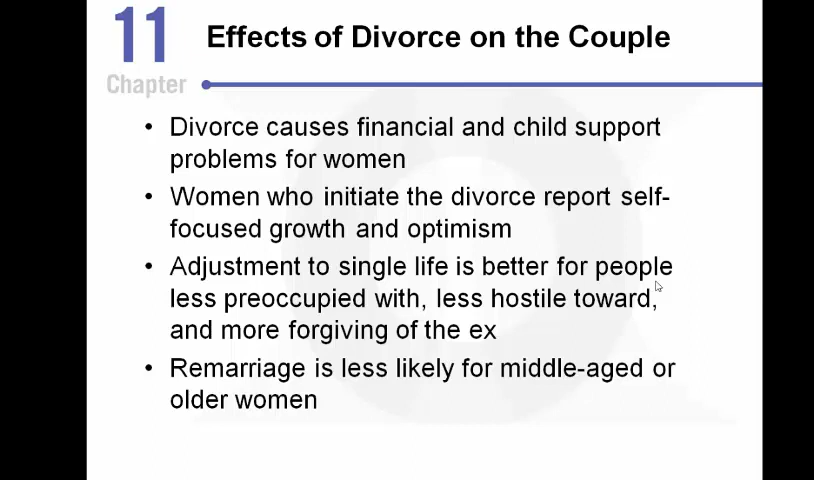 11
Chapter
Effects of Divorce on the Couple
• Divorce causes financial and child support
problems for women
• Women who initiate the divorce report self-
focused growth and optimism
• Adjustment to single life is better for people
less preoccupied with, less hostile toward,
and more forgiving of the ex
• Remarriage is less likely for middle-aged or
older women